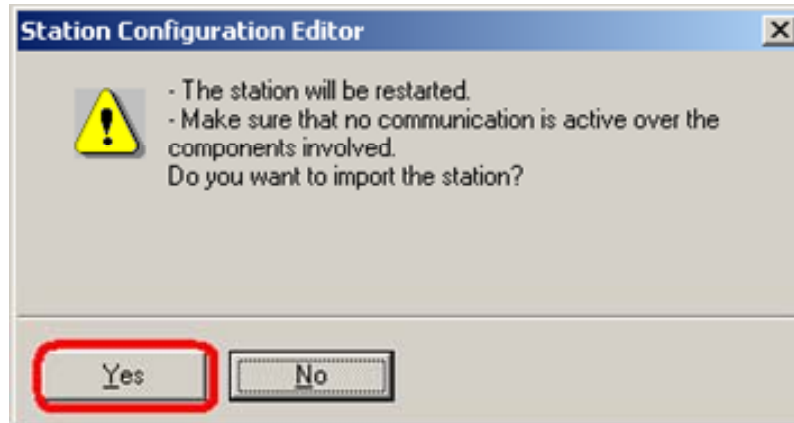 Station Configuration Editor
- The station will be restarted.
- Make sure that no communication is active over the
components involved.
Do you want to import the station?
Yes
No